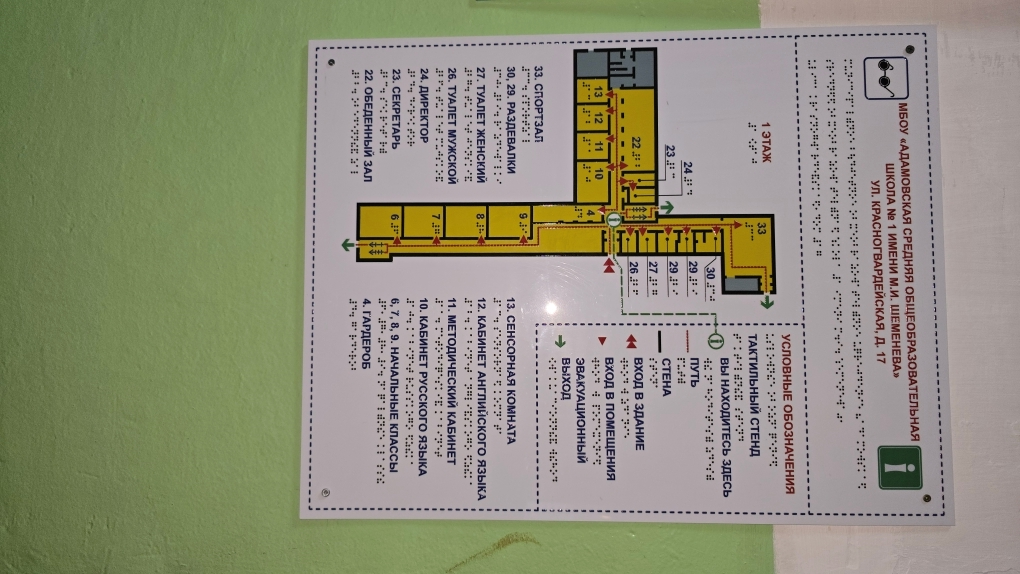 МБОУ «АДАМОВСКАЯ СРЕДНЯЯ ОБЩЕОБРАЗОВАТЕЛЬНАЯ
ШКОЛА № 1 ИМЕНИ М.И. ШЕМЕНЕВА»
УЛ. КРАСНОГВАРДЕЙСКАЯ, Д. 17
1 ЭТАЖ
УСЛОВНЫЕ ОБОЗНАЧЕНИЯ
ТАКТИЛЬНЫЙ СТЕНД
ВЫ НАХОДИТЕСЬ ЗДЕСЬ
ПУТЬ
СТЕНА
ВХОД В ЗДАНИЕ
ВХОД В ПОМЕЩЕНИЯ
ЭВАКУАЦИОННЫЙ
ВЫХОД
33
24
23
22
13
12
11
10
4
9
8
7
6
30
29
29
27
26
33. СПОРТЗАЛ
30, 29. РАЗДЕВАЛКИ
27. ТУАЛЕТ ЖЕНСКИЙ
26. ТУАЛЕТ МУЖСКОЙ
24. ДИРЕКТОР
23. СЕКРЕТАРЬ
22. ОБЕДЕННЫЙ ЗАЛ
13. СЕНСОРНАЯ КОМНАТА
12. КАБИНЕТ АНГЛИЙСКОГО ЯЗЫКА
11. МЕТОДИЧЕСКИЙ КАБИНЕТ
10. КАБИНЕТ РУССКОГО ЯЗЫКА
6, 7, 8, 9. НАЧАЛЬНЫЕ КЛАССЫ
4. ГАРДЕРОБ